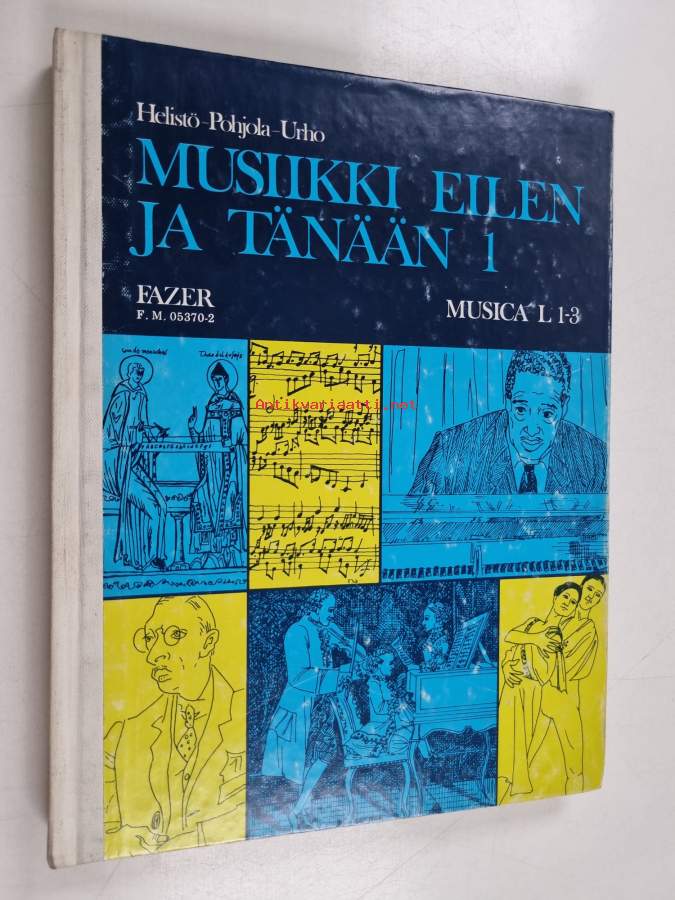 Helistö-Pohjola-Urho
MUSIIKKI EILEN
JA TÄNÄÄN 1
FAZER
F. M. 05370-2
MUSICA L 1-3
Antikvariaatti.net